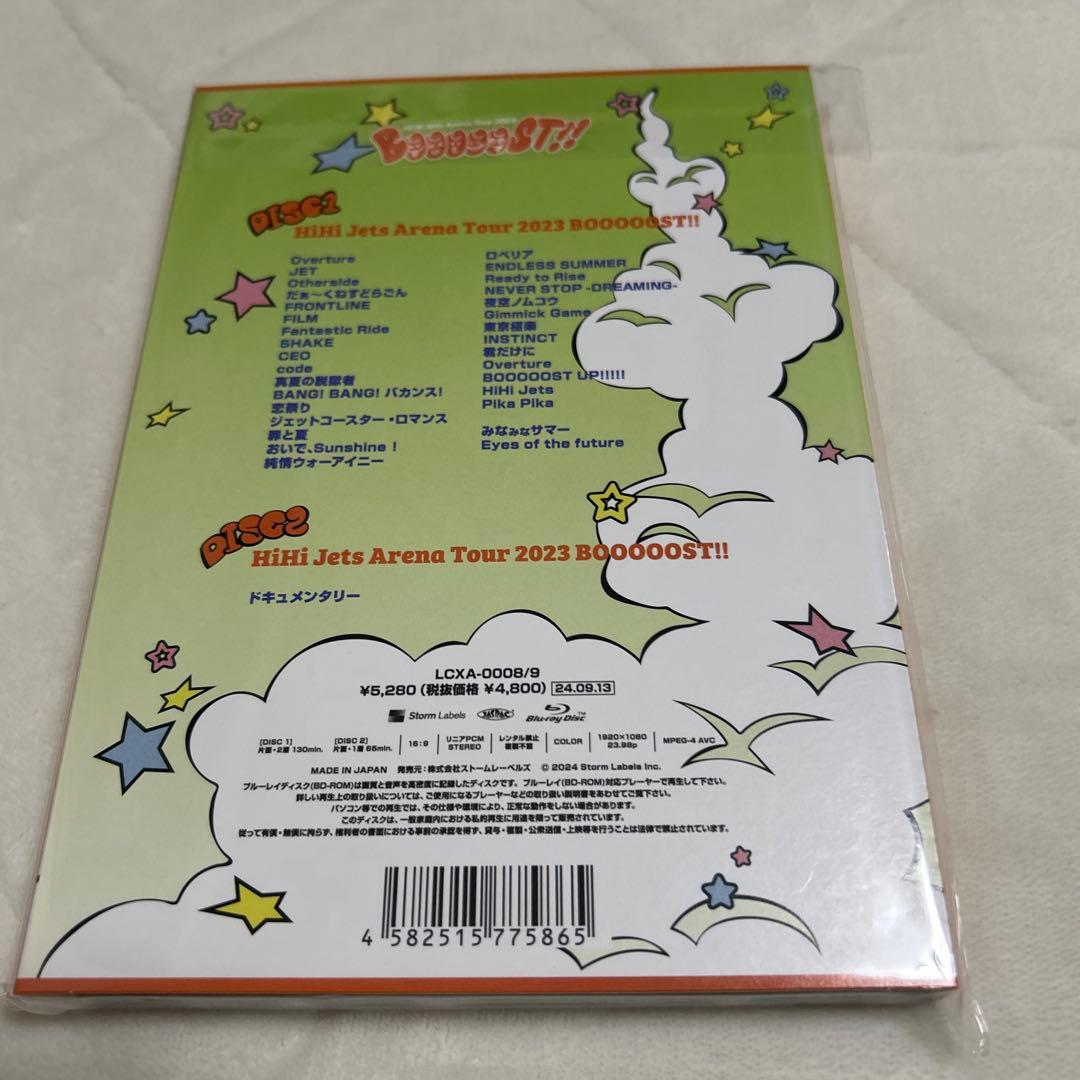 HiHi Jets Arena Tour 2023
BOOOOOST!!
DISC1
HiHi Jets Arena Tour 2023 BOOOOOST!!
Overture
JET
Otherside
だぁ〜くねすどらごん
FRONTLINE
FILM
Fantastic Ride
SHAKE
CEO
code
真夏の脱獄者
BANG! BANG! バカンス!
恋祭り
ジェットコースター・ロマンス
罪と夏
おいで、Sunshine!
純情ウォーアイニー
ロベリア
ENDLESS SUMMER
Ready to Rise
NEVER STOP -DREAMING-
夜空ノムコウ
Gimmick Game
東京極楽
INSTINCT
君だけに
Overture
BOOOOOST UP!!!!!
HiHi Jets
Pika Pika
みなみなサマー
Eyes of the future
DISC2
HiHi Jets Arena Tour 2023 BOOOOOST!!
ドキュメンタリー
LCXA-0008/9
¥5,280 (税抜価格 ¥4,800) 24.09.13
Storm Labels JASRAC Blu-ray Disc™
[DISC 1] 片面・2層 130min. [DISC 2] 片面・1層 65min. 16:9 リニアPCM STEREO レンタル禁止 複製不能 COLOR 1920×1080 23.98p MPEG-4 AVC
MADE IN JAPAN 発売元:株式会社ストームレーベルズ © 2024 Storm Labels Inc.
ブルーレイディスク(BD-ROM)は画質と音声を高密度に記録したディスクです。ブルーレイ(BD-ROM)対応プレーヤーで再生して下さい。
詳しい再生上の取り扱いについては、ご使用になるプレーヤーなどの取り扱い説明書をあわせてご覧下さい。
パソコン等での再生では、その仕様や環境により、正常な動作をしない場合があります。
このディスクは、一般家庭内における私的再生に用途を限って販売されています。
従って有償・無償に拘らず、権利者の書面における事前の承認を得ず、貸与・複製・公衆送信・上映等を行うことは法律で禁止されています。
4 582515 775865